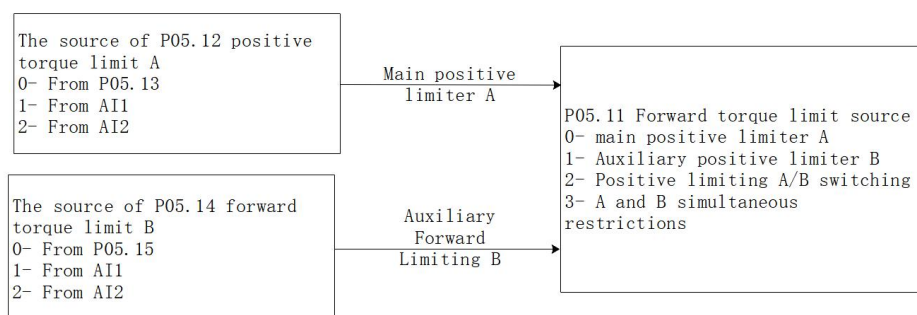 The source of P05.12 positive
torque limit A
0- From P05.13
1- From AI1
2- From AI2
Main positive
limiter A
P05.11 Forward torque limit source
0- main positive limiter A
1- Auxiliary positive limiter B
2- Positive limiting A/B switching
3- A and B simultaneous
restrictions
The source of P05.14 forward
torque limit B
0- From P05.15
1- From AI1
2- From AI2
Auxiliary
Forward
Limiting B